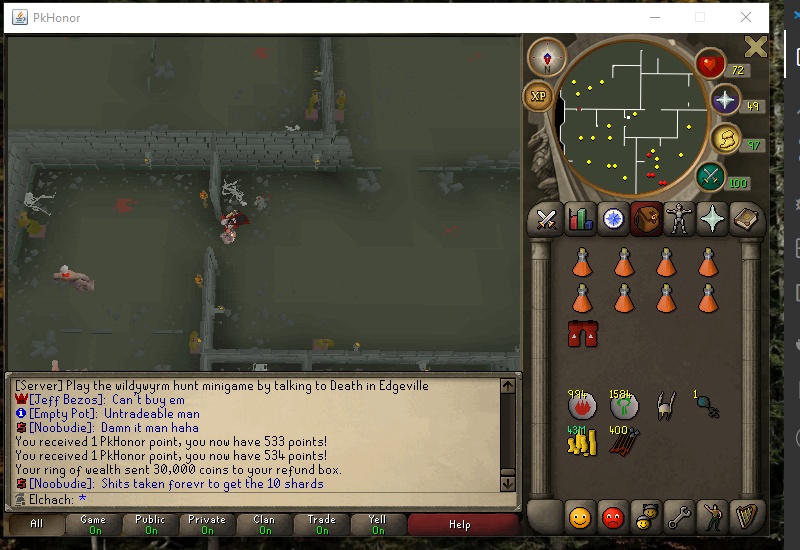 PkHonor
N
XP
72
49
97
100
994
1584
1
43M
400
[Server] Play the wildywyrm hunt minigame by talking to Death in Edgeville
[Jeff Bezos]: Can't buy em
[Empty Pot]: Untradeable man
[Noobudie]: Damn it man haha
You received 1 PkHonor point, you now have 533 points!
You received 1 PkHonor point, you now have 534 points!
Your ring of wealth sent 30,000 coins to your refund box.
[Noobudie]: Shits taken forevr to get the 10 shards
Elchach: *
All
Game
On
Public
On
Private
On
Clan
On
Trade
On
Yell
On
Help